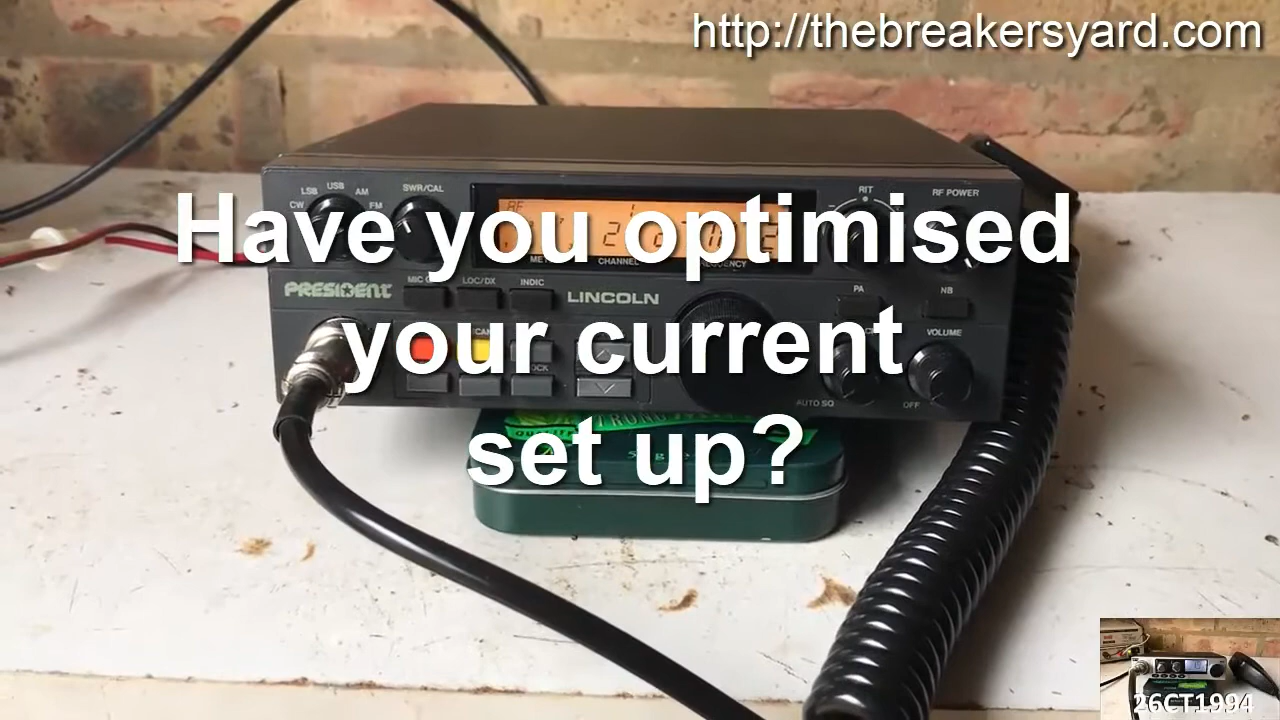 http://thebreakersyard.com
LSB USB AM
CW FM
SWR/CAL
RIT
RF POWER
Have you optimised
CHANNEL
PRESIDENT
LOC/DX INDIC
LINCOLN
PA NB
your current
VOLUME
AUTO SQ OFF
set up?
26CT1994